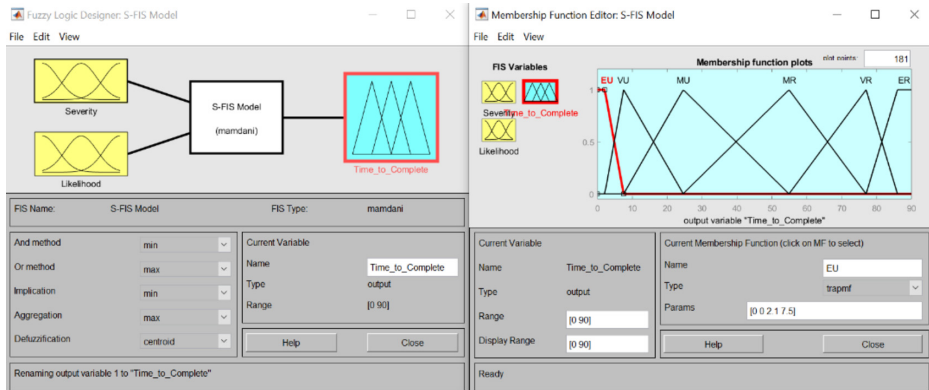 Fuzzy Logic Designer: S-FIS Model
File Edit View
Severity
S-FIS Model
(mamdani)
Likelihood
Time_to_Complete
FIS Name: S-FIS Model FIS Type: mamdani
And method min
Or method max
Implication min
Aggregation max
Defuzzification centroid
Current Variable
Name Time_to_Complete
Type output
Range [0 90]
Help Close
Renaming output variable 1 to "Time_to_Complete"
Membership Function Editor: S-FIS Model
File Edit View
FIS Variables
Membership function plots plot points: 181
EU VU MU MR VR ER
Severity
Time_to_Complete
Likelihood
1
0.5
0
0 10 20 30 40 50 60 70 80 90
output variable "Time_to_Complete"
Current Variable
Name Time_to_Complete
Type output
Range [0 90]
Display Range [0 90]
Current Membership Function (click on MF to select)
Name EU
Type trapmf
Params [0 0 2.1 7.5]
Help Close
Ready